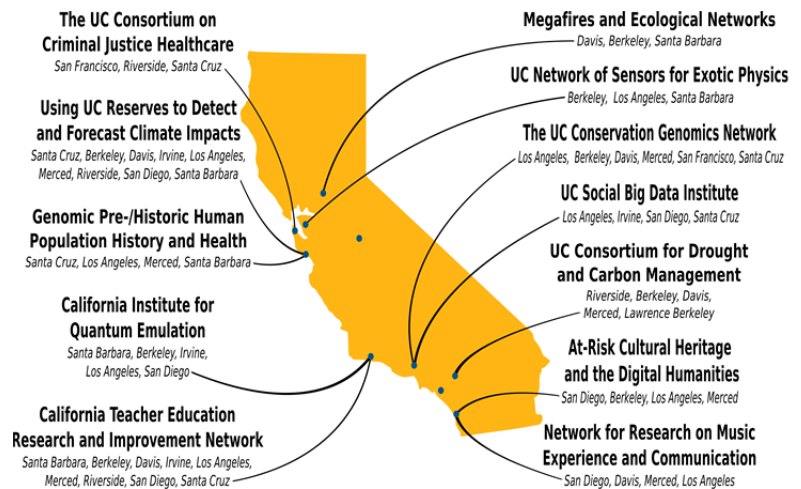 The UC Consortium on
Criminal Justice Healthcare
San Francisco, Riverside, Santa Cruz
Using UC Reserves to Detect
and Forecast Climate Impacts
Santa Cruz, Berkeley, Davis, Irvine, Los Angeles,
Merced, Riverside, San Diego, Santa Barbara
Genomic Pre-/Historic Human
Population History and Health
Santa Cruz, Los Angeles, Merced, Santa Barbara
California Institute for
Quantum Emulation
Santa Barbara, Berkeley, Irvine,
Los Angeles, San Diego
California Teacher Education
Research and Improvement Network
Santa Barbara, Berkeley, Davis, Irvine, Los Angeles,
Merced, Riverside, San Diego, Santa Cruz
Megafires and Ecological Networks
Davis, Berkeley, Santa Barbara
UC Network of Sensors for Exotic Physics
Berkeley, Los Angeles, Santa Barbara
The UC Conservation Genomics Network
Los Angeles, Berkeley, Davis, Merced, San Francisco, Santa Cruz
UC Social Big Data Institute
Los Angeles, Irvine, San Diego, Santa Cruz
UC Consortium for Drought
and Carbon Management
Riverside, Berkeley, Davis,
Merced, Lawrence Berkeley
At-Risk Cultural Heritage
and the Digital Humanities
San Diego, Berkeley, Los Angeles, Merced
Network for Research on Music
Experience and Communication
San Diego, Davis, Merced, Los Angeles